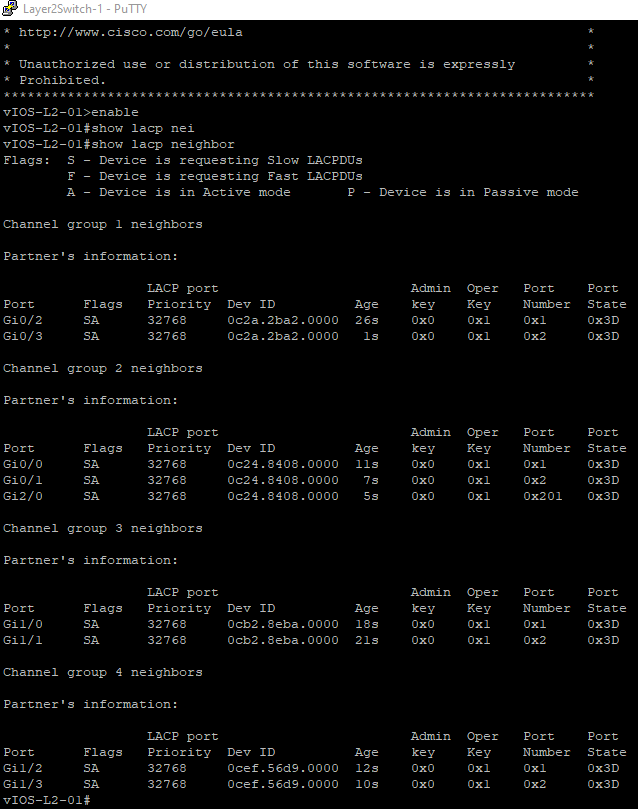 Layer2Switch-1 - PuTTY
* http://www.cisco.com/go/eula                                           *
*                                                                        *
* Unauthorized use or distribution of this software is expressly         *
* Prohibited.                                                            *
**************************************************************************
vIOS-L2-01>enable
vIOS-L2-01#show lacp nei
vIOS-L2-01#show lacp neighbor
Flags:  S - Device is requesting Slow LACPDUs
        F - Device is requesting Fast LACPDUs
        A - Device is in Active mode       P - Device is in Passive mode

Channel group 1 neighbors

Partner's information:

                  LACP port                        Admin  Oper   Port    Port
Port      Flags   Priority  Dev ID          Age    key    Key    Number  State
Gi0/2     SA      32768     0c2a.2ba2.0000  26s    0x0    0x1    0x1     0x3D
Gi0/3     SA      32768     0c2a.2ba2.0000   1s    0x0    0x1    0x2     0x3D

Channel group 2 neighbors

Partner's information:

                  LACP port                        Admin  Oper   Port    Port
Port      Flags   Priority  Dev ID          Age    key    Key    Number  State
Gi0/0     SA      32768     0c24.8408.0000  11s    0x0    0x1    0x1     0x3D
Gi0/1     SA      32768     0c24.8408.0000   7s    0x0    0x1    0x2     0x3D
Gi2/0     SA      32768     0c24.8408.0000   5s    0x0    0x1    0x201   0x3D

Channel group 3 neighbors

Partner's information:

                  LACP port                        Admin  Oper   Port    Port
Port      Flags   Priority  Dev ID          Age    key    Key    Number  State
Gi1/0     SA      32768     0cb2.8eba.0000  18s    0x0    0x1    0x1     0x3D
Gi1/1     SA      32768     0cb2.8eba.0000  21s    0x0    0x1    0x2     0x3D

Channel group 4 neighbors

Partner's information:

                  LACP port                        Admin  Oper   Port    Port
Port      Flags   Priority  Dev ID          Age    key    Key    Number  State
Gi1/2     SA      32768     0cef.56d9.0000  12s    0x0    0x1    0x1     0x3D
Gi1/3     SA      32768     0cef.56d9.0000  10s    0x0    0x1    0x2     0x3D
vIOS-L2-01#